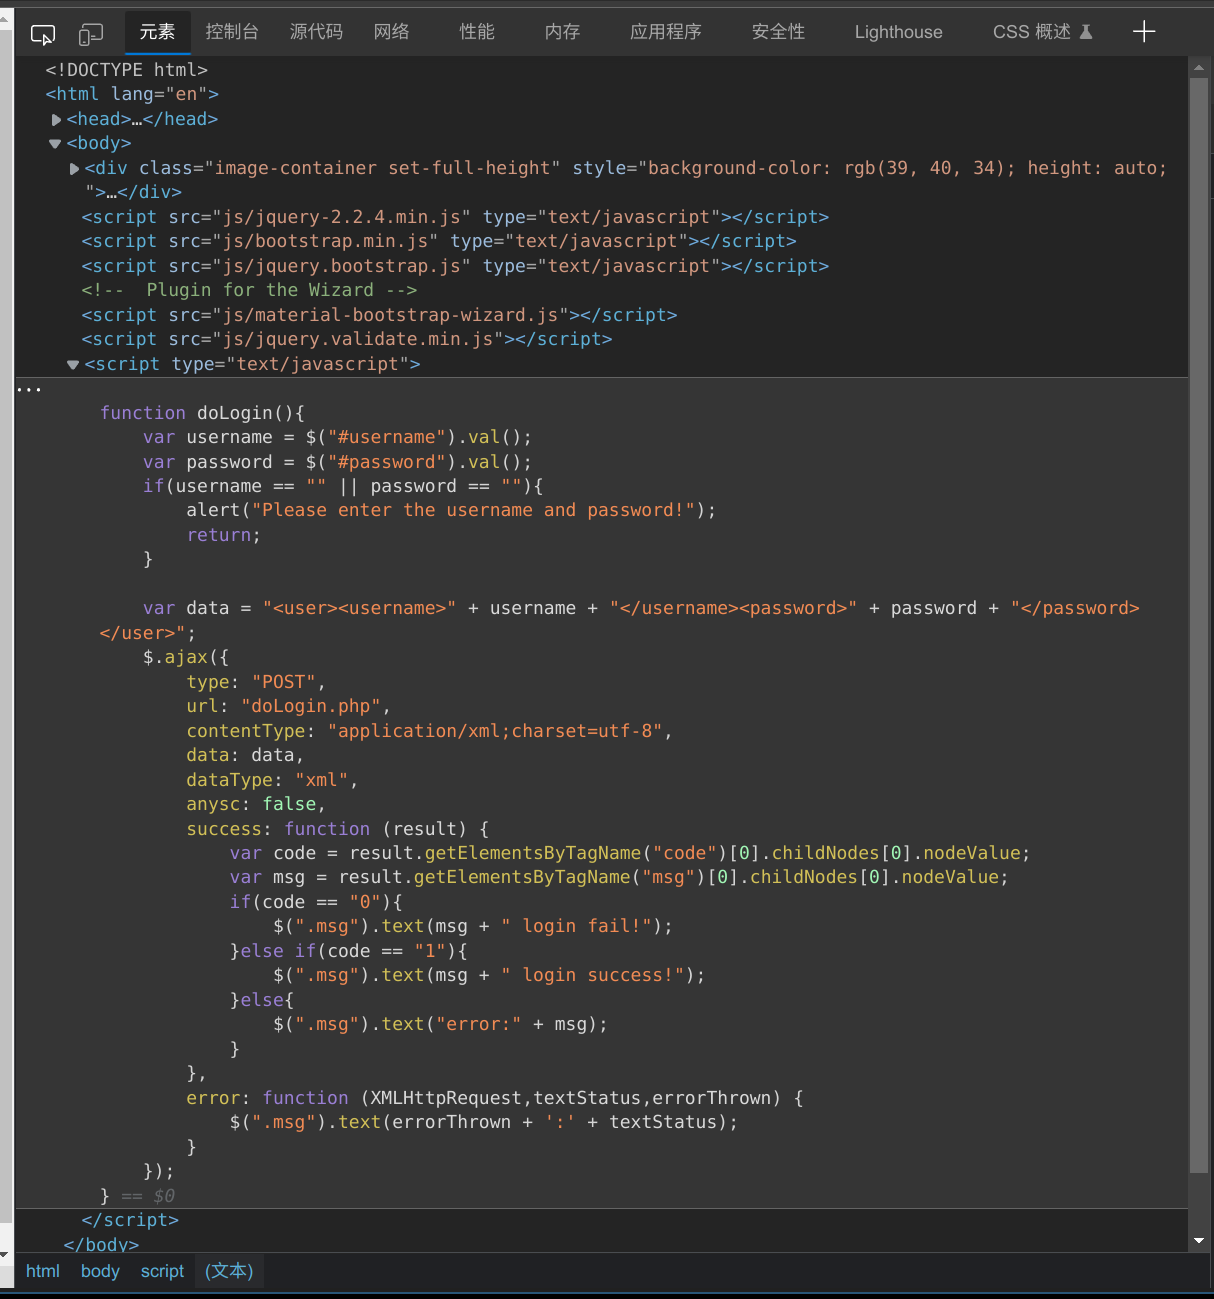 元素 控制台 源代码 网络 性能 内存 应用程序 安全性 Lighthouse CSS 概述
<!DOCTYPE html>
<html lang="en">
<head>…</head>
<body>
<div class="image-container set-full-height" style="background-color: rgb(39, 40, 34); height: auto;
">…</div>
<script src="js/jquery-2.2.4.min.js" type="text/javascript"></script>
<script src="js/bootstrap.min.js" type="text/javascript"></script>
<script src="js/jquery.bootstrap.js" type="text/javascript"></script>
<!--  Plugin for the Wizard -->
<script src="js/material-bootstrap-wizard.js"></script>
<script src="js/jquery.validate.min.js"></script>
<script type="text/javascript">
...
function doLogin(){
var username = $("#username").val();
var password = $("#password").val();
if(username == "" || password == ""){
alert("Please enter the username and password!");
return;
}
var data = "<user><username>" + username + "</username><password>" + password + "</password>
</user>";
$.ajax({
type: "POST",
url: "doLogin.php",
contentType: "application/xml;charset=utf-8",
data: data,
dataType: "xml",
anysc: false,
success: function (result) {
var code = result.getElementsByTagName("code")[0].childNodes[0].nodeValue;
var msg = result.getElementsByTagName("msg")[0].childNodes[0].nodeValue;
if(code == "0"){
$(".msg").text(msg + " login fail!");
}else if(code == "1"){
$(".msg").text(msg + " login success!");
}else{
$(".msg").text("error:" + msg);
}
},
error: function (XMLHttpRequest,textStatus,errorThrown) {
$(".msg").text(errorThrown + ':' + textStatus);
}
});
} == $0
</script>
</body>
html body script (文本)